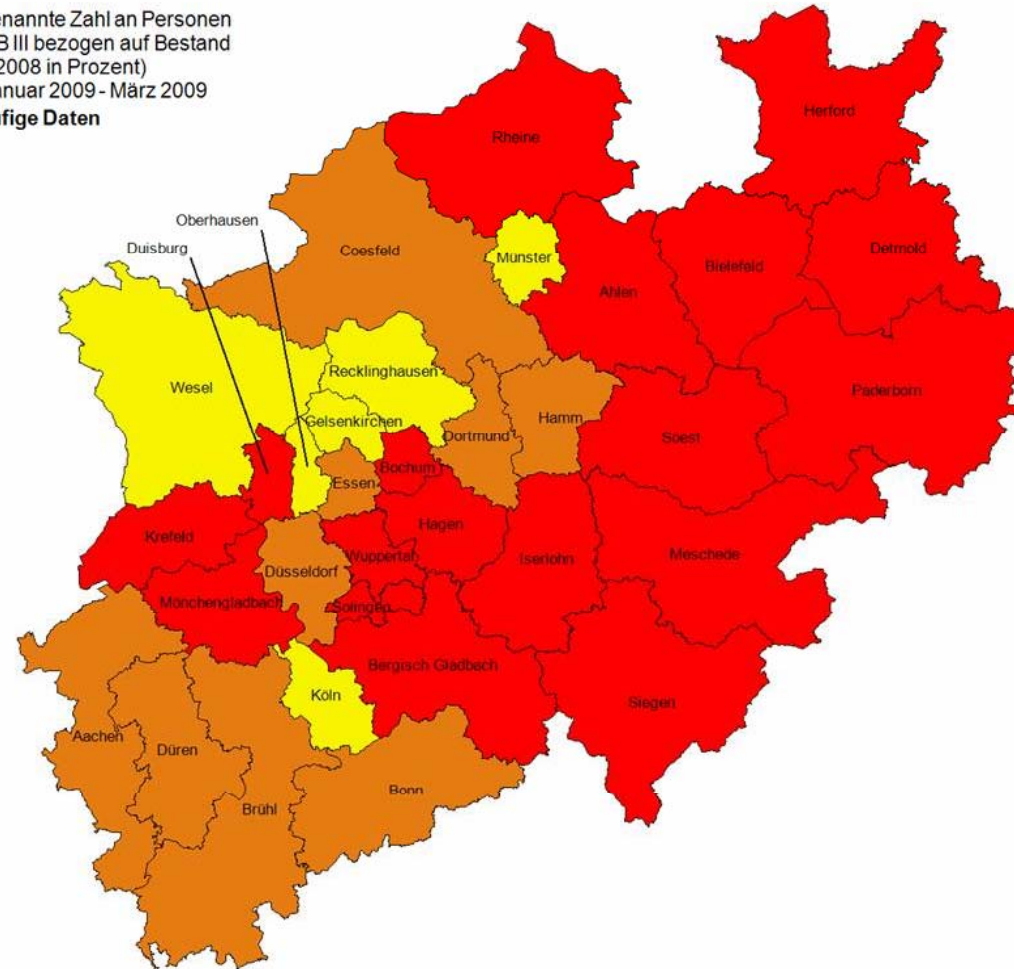 enannte Zahl an Personen
B III bezogen auf Bestand
2008 in Prozent)
nuar 2009 - März 2009
fige Daten
Herford
Rheine
Oberhausen
Duisburg
Coesfeld
Münster
Bielefeld
Detmold
Ahlen
Wesel
Recklinghausen
Paderborn
Gelsenkirchen
Hamm
Dortmund
Soest
Bochum
Essen
Hagen
Krefeld
Wuppertal
Iserlohn
Meschede
Düsseldorf
Mönchengladbach
Solingen
Bergisch Gladbach
Köln
Siegen
Aachen
Düren
Bonn
Brühl